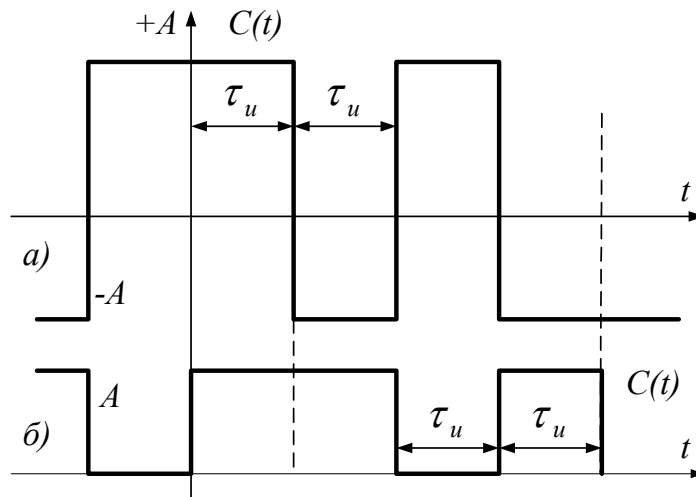 +A C(t)
τи τи
t
а)
-A
A C(t)
τи τи
б) t